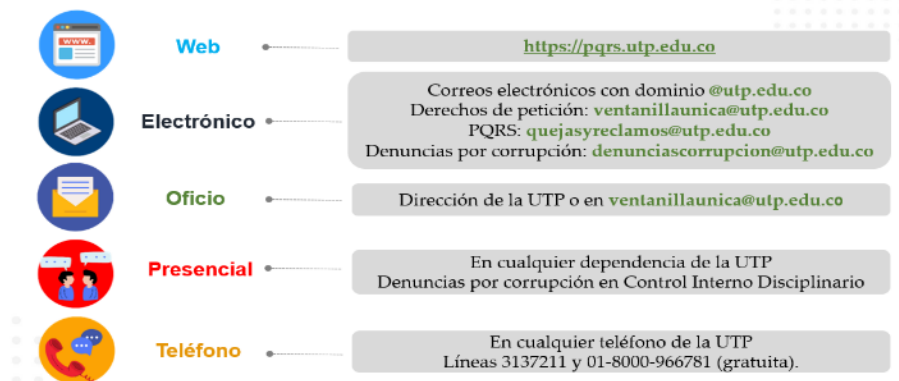 www.
Web
https://pqrs.utp.edu.co
Electrónico
Correos electrónicos con dominio @utp.edu.co
Derechos de petición: ventanillaunica@utp.edu.co
PQRS: quejasyreclamos@utp.edu.co
Denuncias por corrupción: denunciascorrupcion@utp.edu.co
Oficio
Dirección de la UTP o en ventanillaunica@utp.edu.co
Presencial
En cualquier dependencia de la UTP
Denuncias por corrupción en Control Interno Disciplinario
Teléfono
En cualquier teléfono de la UTP
Líneas 3137211 y 01-8000-966781 (gratuita).